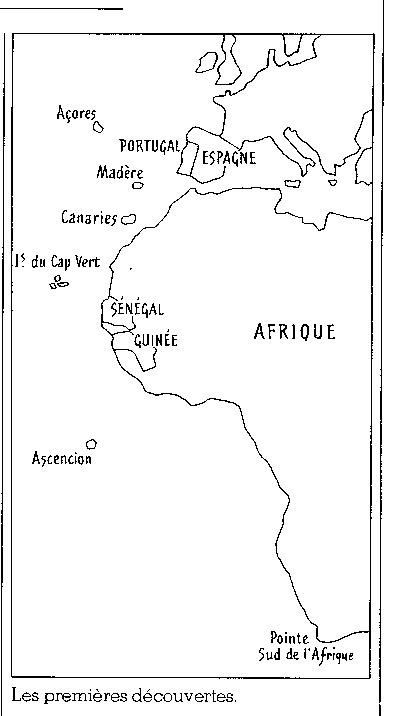 Açores
PORTUGAL
ESPAGNE
Madère
Canaries
Is du Cap Vert
SÉNÉGAL
GUINÉE
AFRIQUE
Ascencion
Pointe
Sud de l'Afrique
Les premières découvertes.